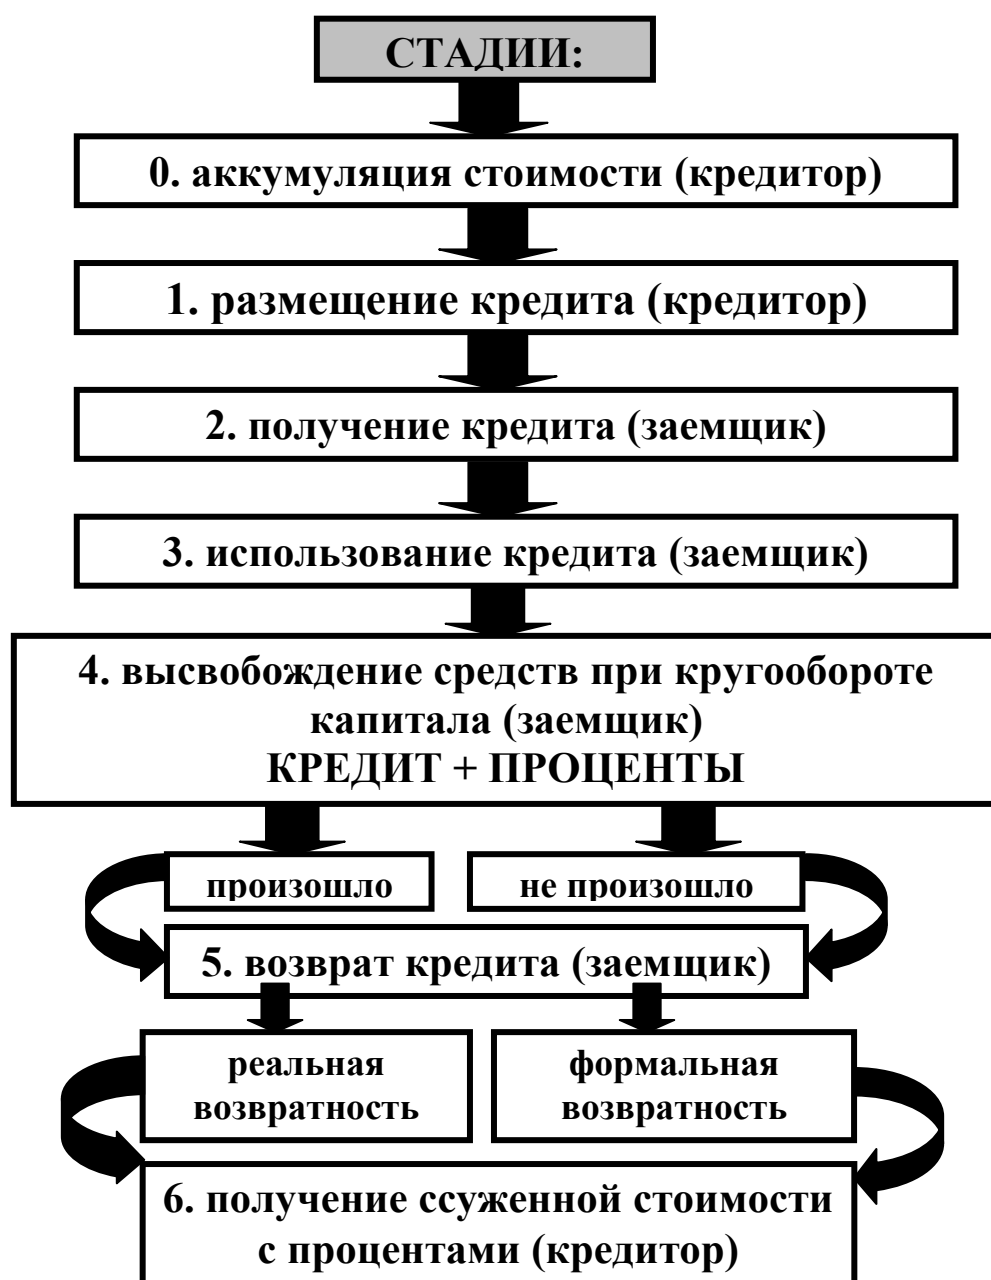 СТАДИИ:
0. аккумуляция стоимости (кредитор)
1. размещение кредита (кредитор)
2. получение кредита (заемщик)
3. использование кредита (заемщик)
4. высвобождение средств при кругообороте
капитала (заемщик)
КРЕДИТ + ПРОЦЕНТЫ
произошло
не произошло
5. возврат кредита (заемщик)
реальная
возвратность
формальная
возвратность
6. получение ссуженной стоимости
с процентами (кредитор)